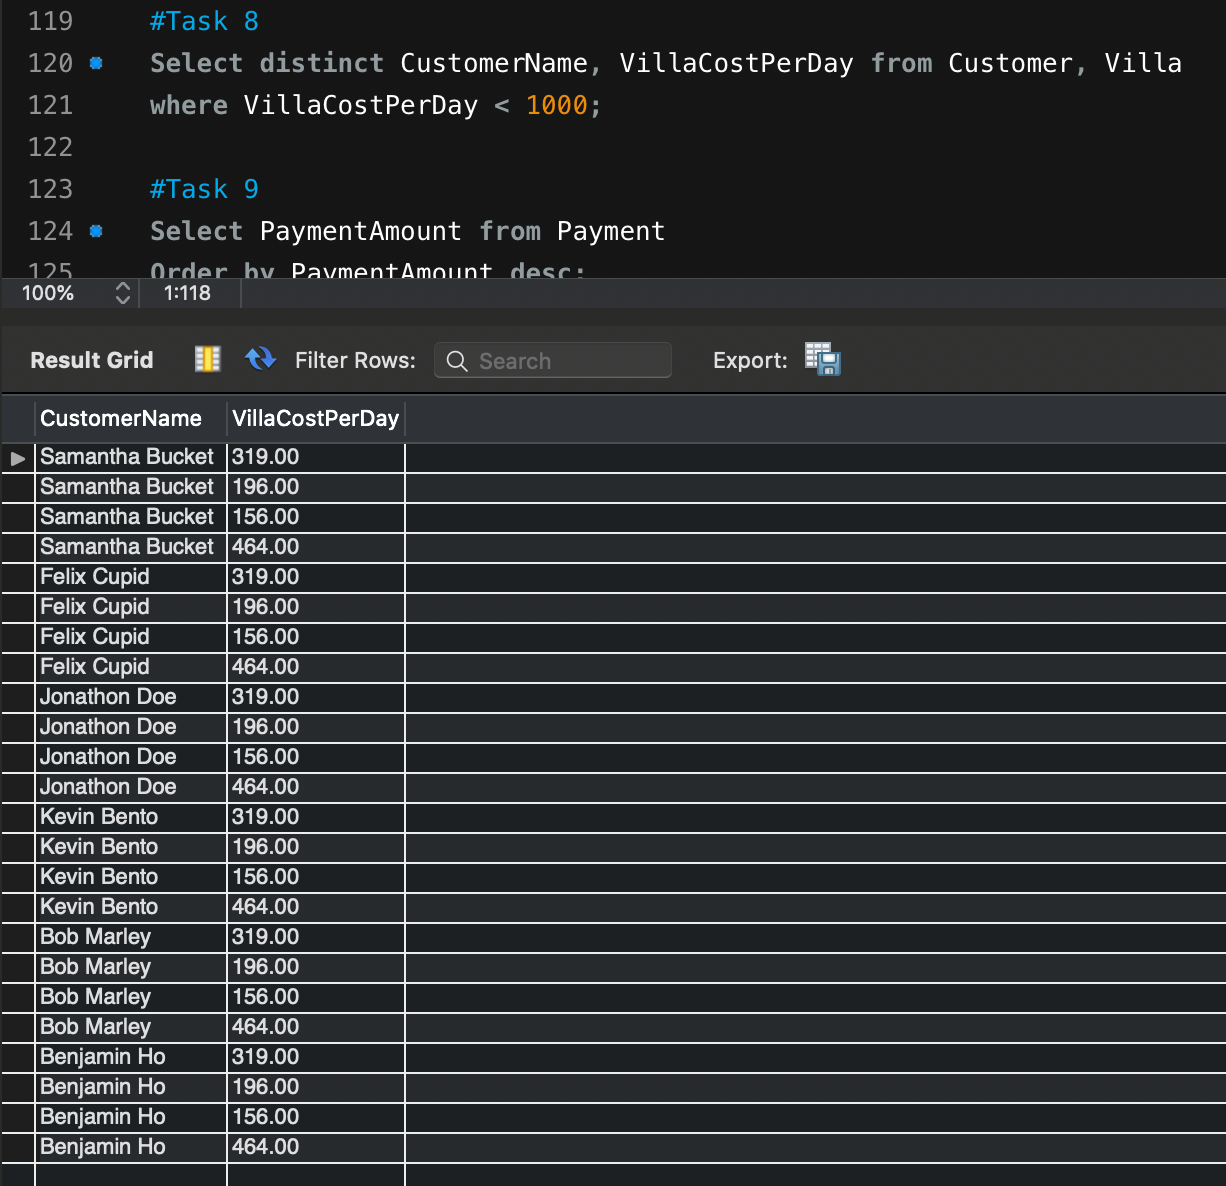 119 #Task 8
120 Select distinct CustomerName, VillaCostPerDay from Customer, Villa
121 where VillaCostPerDay < 1000;
122
123 #Task 9
124 Select PaymentAmount from Payment
125 Order by PaymentAmount desc;
100% 1:118
Result Grid Filter Rows: Search Export:
CustomerName VillaCostPerDay
Samantha Bucket 319.00
Samantha Bucket 196.00
Samantha Bucket 156.00
Samantha Bucket 464.00
Felix Cupid 319.00
Felix Cupid 196.00
Felix Cupid 156.00
Felix Cupid 464.00
Jonathon Doe 319.00
Jonathon Doe 196.00
Jonathon Doe 156.00
Jonathon Doe 464.00
Kevin Bento 319.00
Kevin Bento 196.00
Kevin Bento 156.00
Kevin Bento 464.00
Bob Marley 319.00
Bob Marley 196.00
Bob Marley 156.00
Bob Marley 464.00
Benjamin Ho 319.00
Benjamin Ho 196.00
Benjamin Ho 156.00
Benjamin Ho 464.00